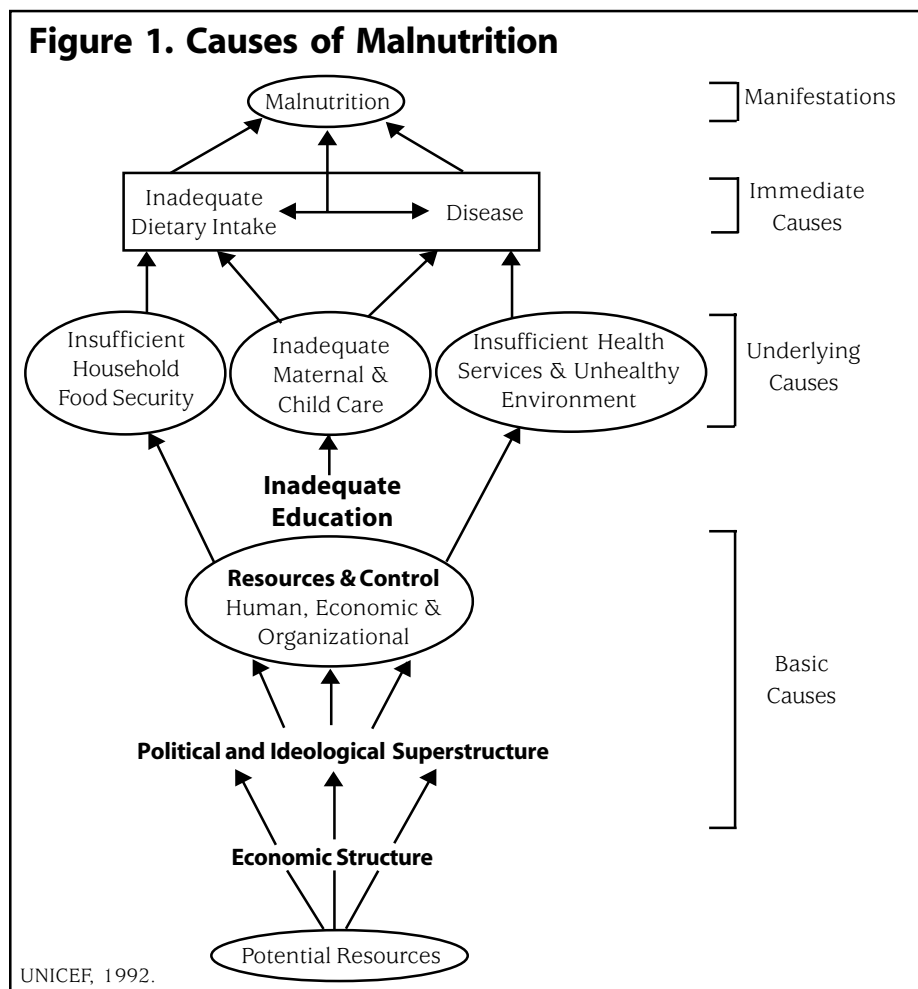 Figure 1. Causes of Malnutrition
Malnutrition
Manifestations
Inadequate
Dietary Intake
Disease
Immediate
Causes
Insufficient
Household
Food Security
Inadequate
Maternal &
Child Care
Insufficient Health
Services & Unhealthy
Environment
Underlying
Causes
Inadequate
Education
Resources & Control
Human, Economic &
Organizational
Basic
Causes
Political and Ideological Superstructure
Economic Structure
Potential Resources
UNICEF, 1992.